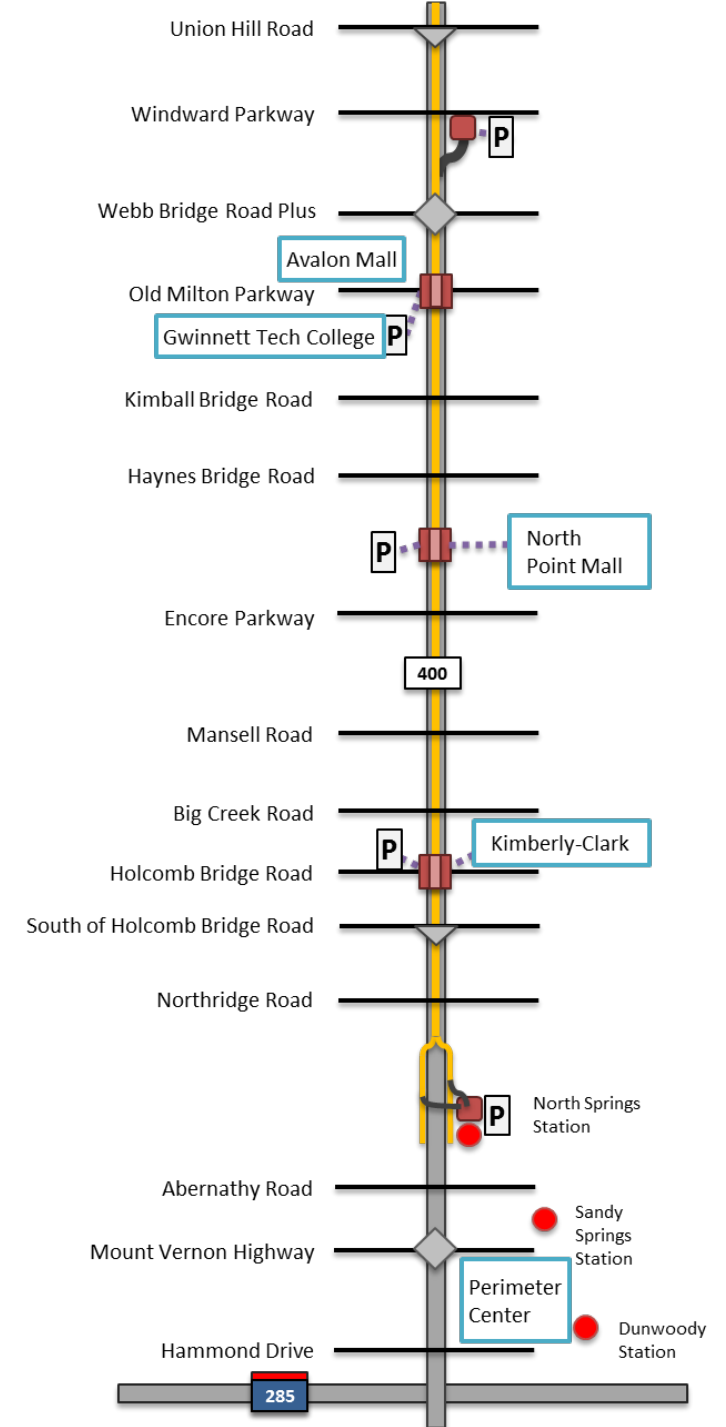 Union Hill Road
Windward Parkway
P
Webb Bridge Road Plus
Avalon Mall
Old Milton Parkway
Gwinnett Tech College
P
Kimball Bridge Road
Haynes Bridge Road
P
North
Point Mall
Encore Parkway
400
Mansell Road
Big Creek Road
P
Kimberly-Clark
Holcomb Bridge Road
South of Holcomb Bridge Road
Northridge Road
P
North Springs
Station
Abernathy Road
Sandy
Springs
Station
Mount Vernon Highway
Perimeter
Center
Dunwoody
Station
Hammond Drive
285